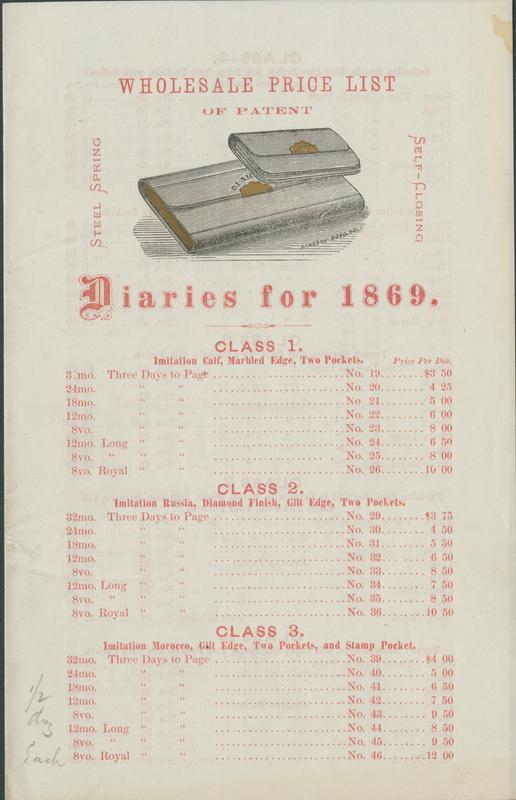 WHOLESALE PRICE LIST
OF PATENT
STEEL SPRING
SELF-CLOSING
DIARY
Diaries for 1869.
CLASS 1.
Imitation Calf, Marbled Edge, Two Pockets. Price Per Doz.
32mo. Three Days to Page ........ No. 19 ........ $3 50
24mo. " " ........ No. 20 ........ 4 25
18mo. " " ........ No 21 ........ 5 00
12mo. " " ........ No. 22 ........ 6 00
8vo. " " ........ No. 23 ........ 8 00
12mo. Long " " ........ No. 24 ........ 6 50
8vo. " " " ........ No. 25 ........ 8 00
8vo. Royal " " ........ No. 26 ........ 10 00
CLASS 2.
Imitation Russia, Diamond Finish, Gilt Edge, Two Pockets.
32mo. Three Days to Page ........ No. 29 ........ $3 75
24mo. " " ........ No. 30 ........ 4 50
18mo. " " ........ No. 31 ........ 5 50
12mo. " " ........ No. 32 ........ 6 50
8vo. " " ........ No. 33 ........ 8 50
12mo. Long " " ........ No. 34 ........ 7 50
8vo. " " " ........ No. 35 ........ 8 50
8vo. Royal " " ........ No. 36 ........ 10 50
CLASS 3.
Imitation Morocco, Gilt Edge, Two Pockets, and Stamp Pocket.
32mo. Three Days to Page ........ No. 39 ........ $4 00
24mo. " " ........ No. 40 ........ 5 00
18mo. " " ........ No. 41 ........ 6 50
12mo. " " ........ No. 42 ........ 7 50
8vo. " " ........ No. 43 ........ 9 50
12mo. Long " " ........ No. 44 ........ 8 50
8vo. " " " ........ No. 45 ........ 9 50
8vo. Royal " " ........ No. 46 ........ 12 00
1/2
doz
Each